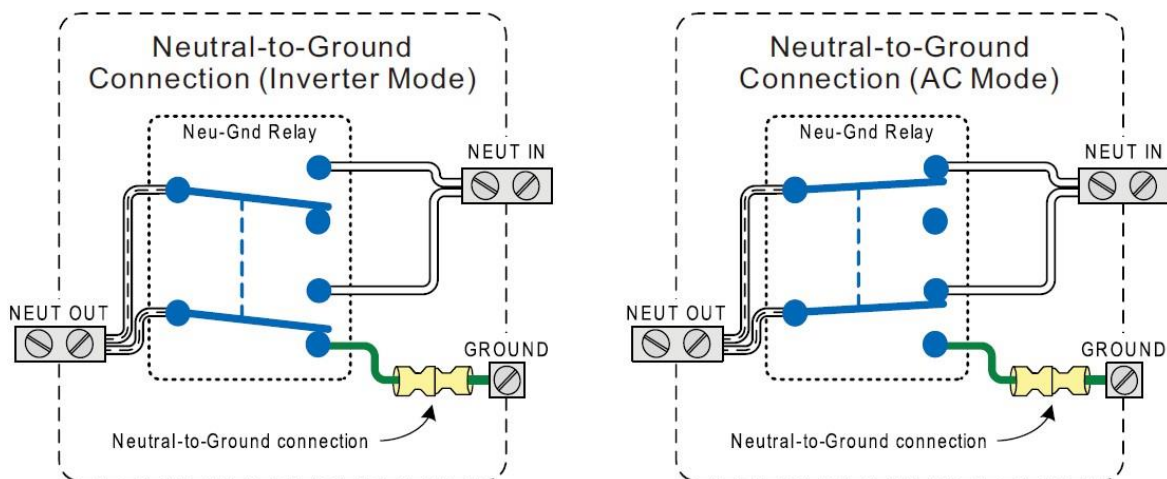 Neutral-to-Ground
Connection (Inverter Mode)
Neu-Gnd Relay
NEUT IN
NEUT OUT
GROUND
Neutral-to-Ground connection
Neutral-to-Ground
Connection (AC Mode)
Neu-Gnd Relay
NEUT IN
NEUT OUT
GROUND
Neutral-to-Ground connection